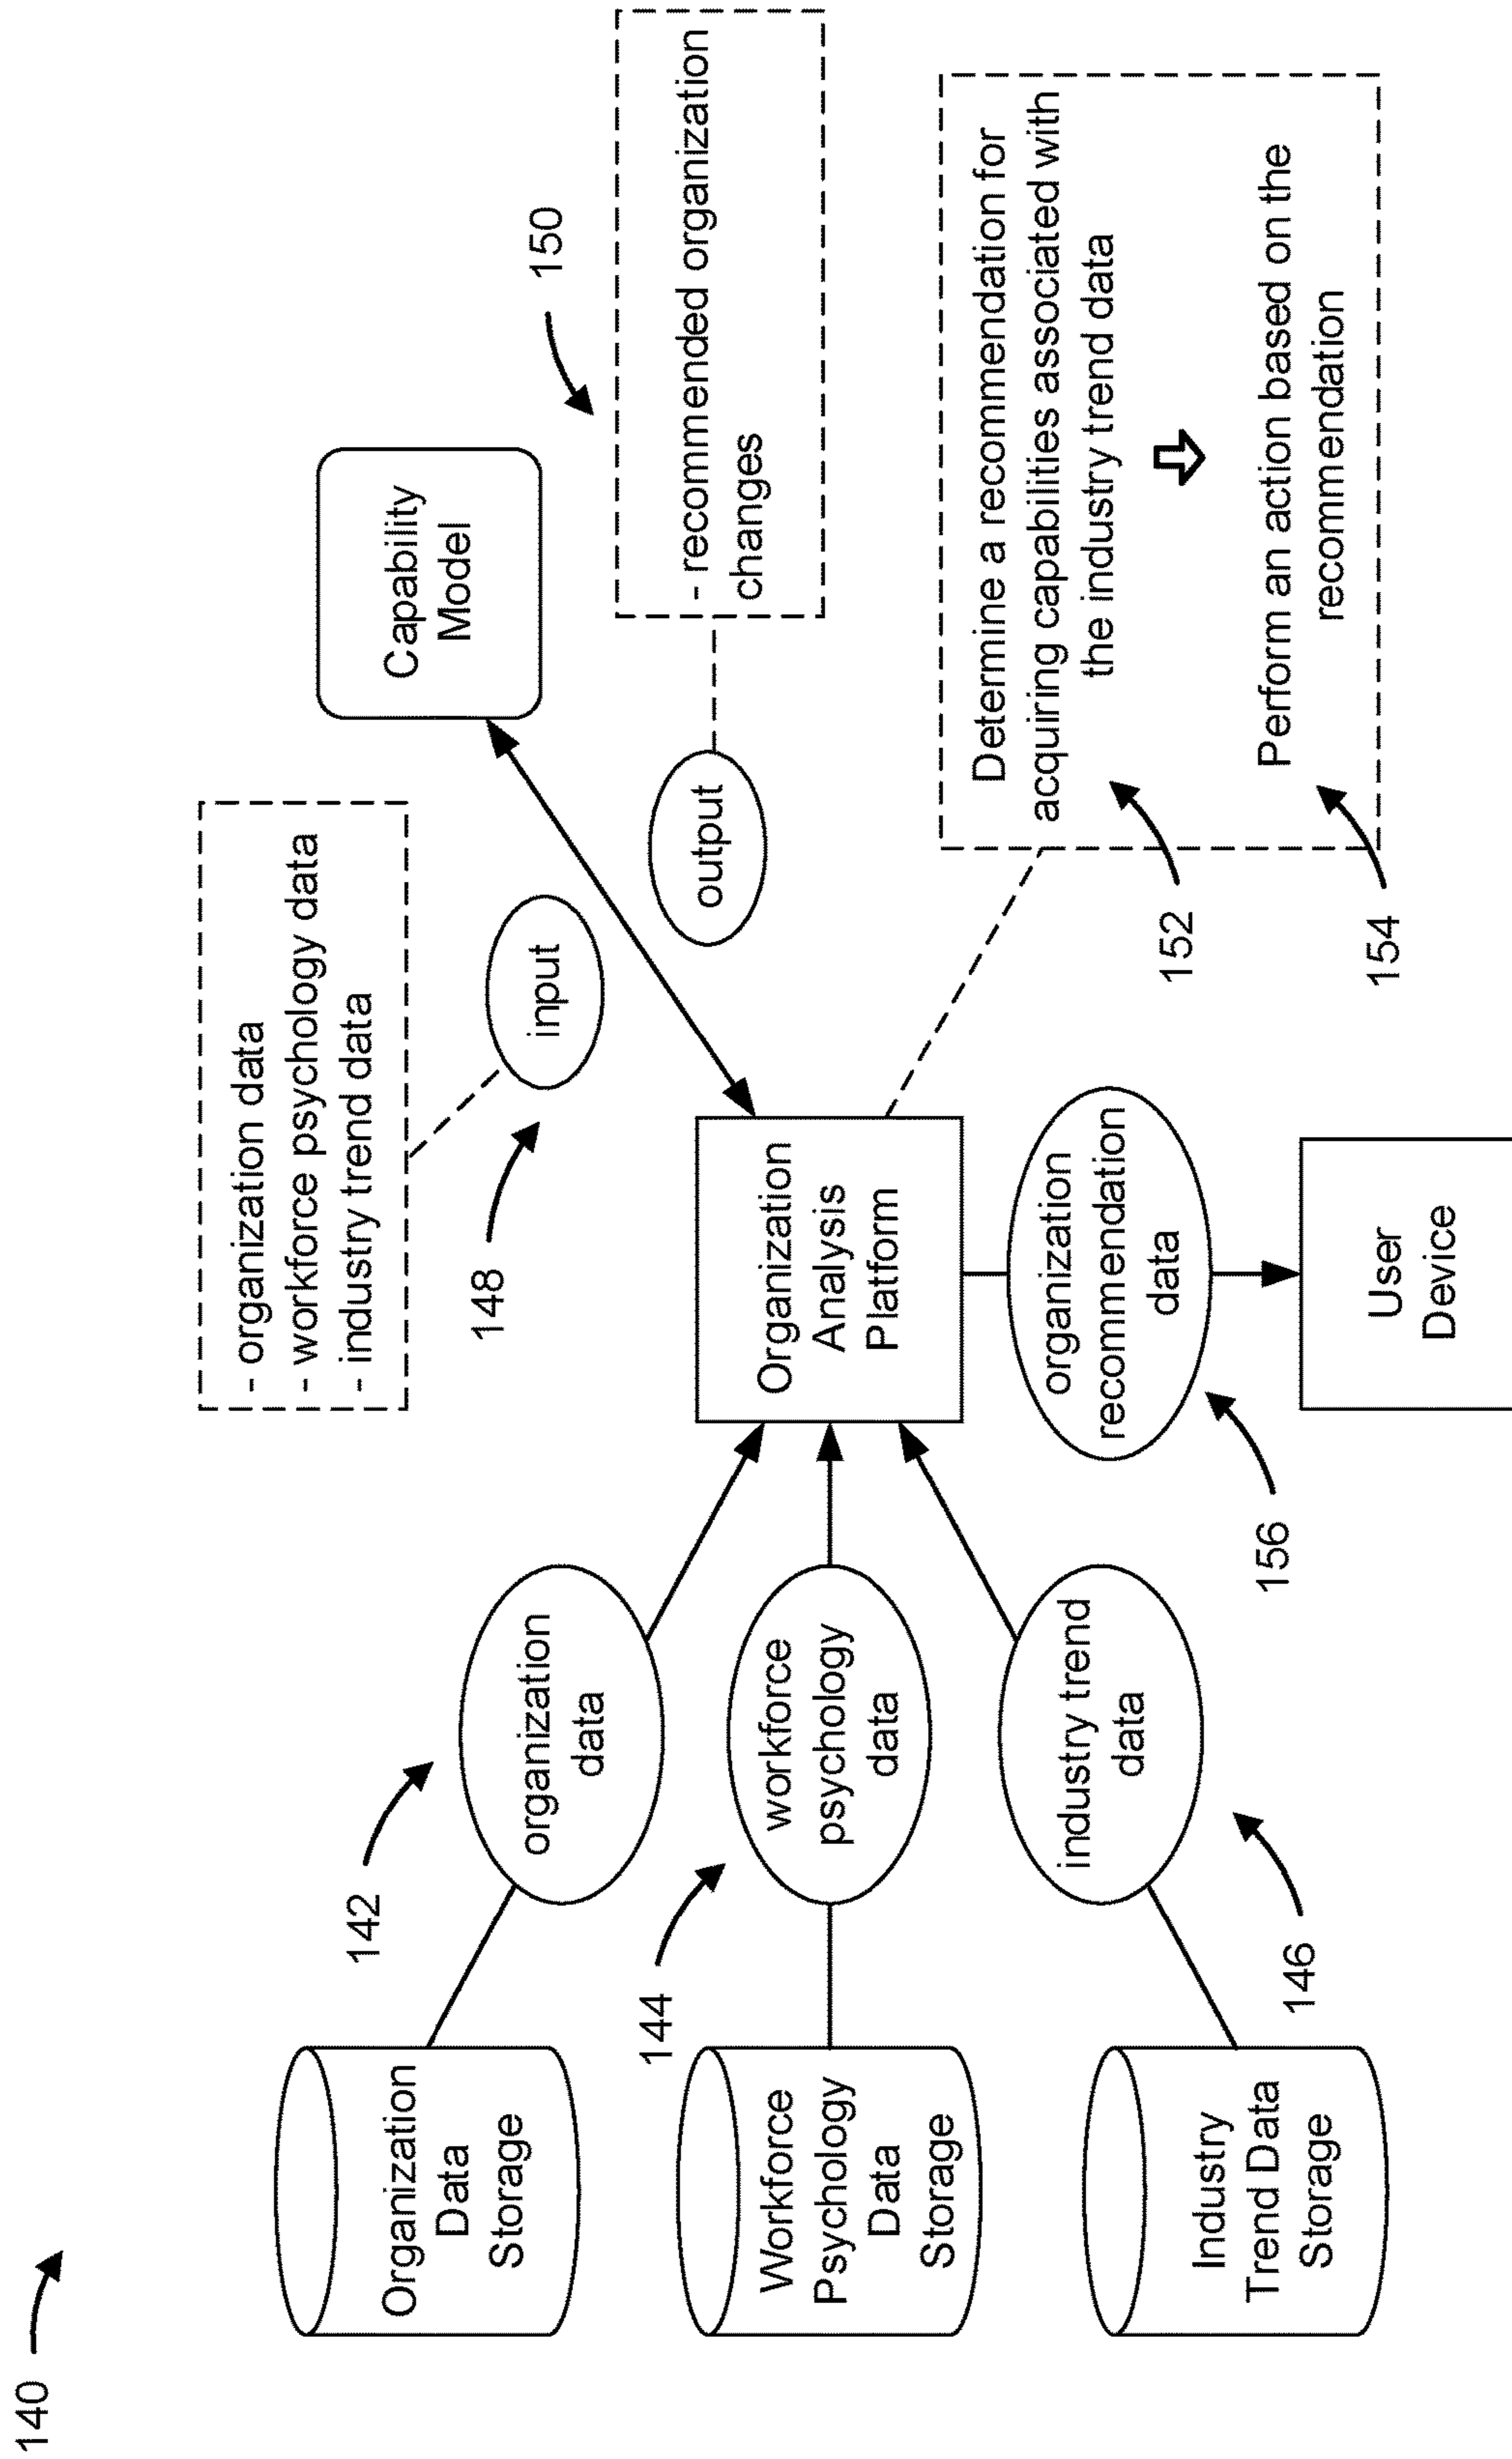 140
Organization
Data
Storage
142
organization
data
Workforce
Psychology
Data
Storage
144
workforce
psychology
data
Industry
Trend Data
Storage
146
industry trend
data
- organization data
- workforce psychology data
- industry trend data
148
input
Capability
Model
output
150
- recommended organization
changes
Organization
Analysis
Platform
152
Determine a recommendation for
acquiring capabilities associated with
the industry trend data
154
Perform an action based on the
recommendation
156
organization
recommendation
data
User
Device